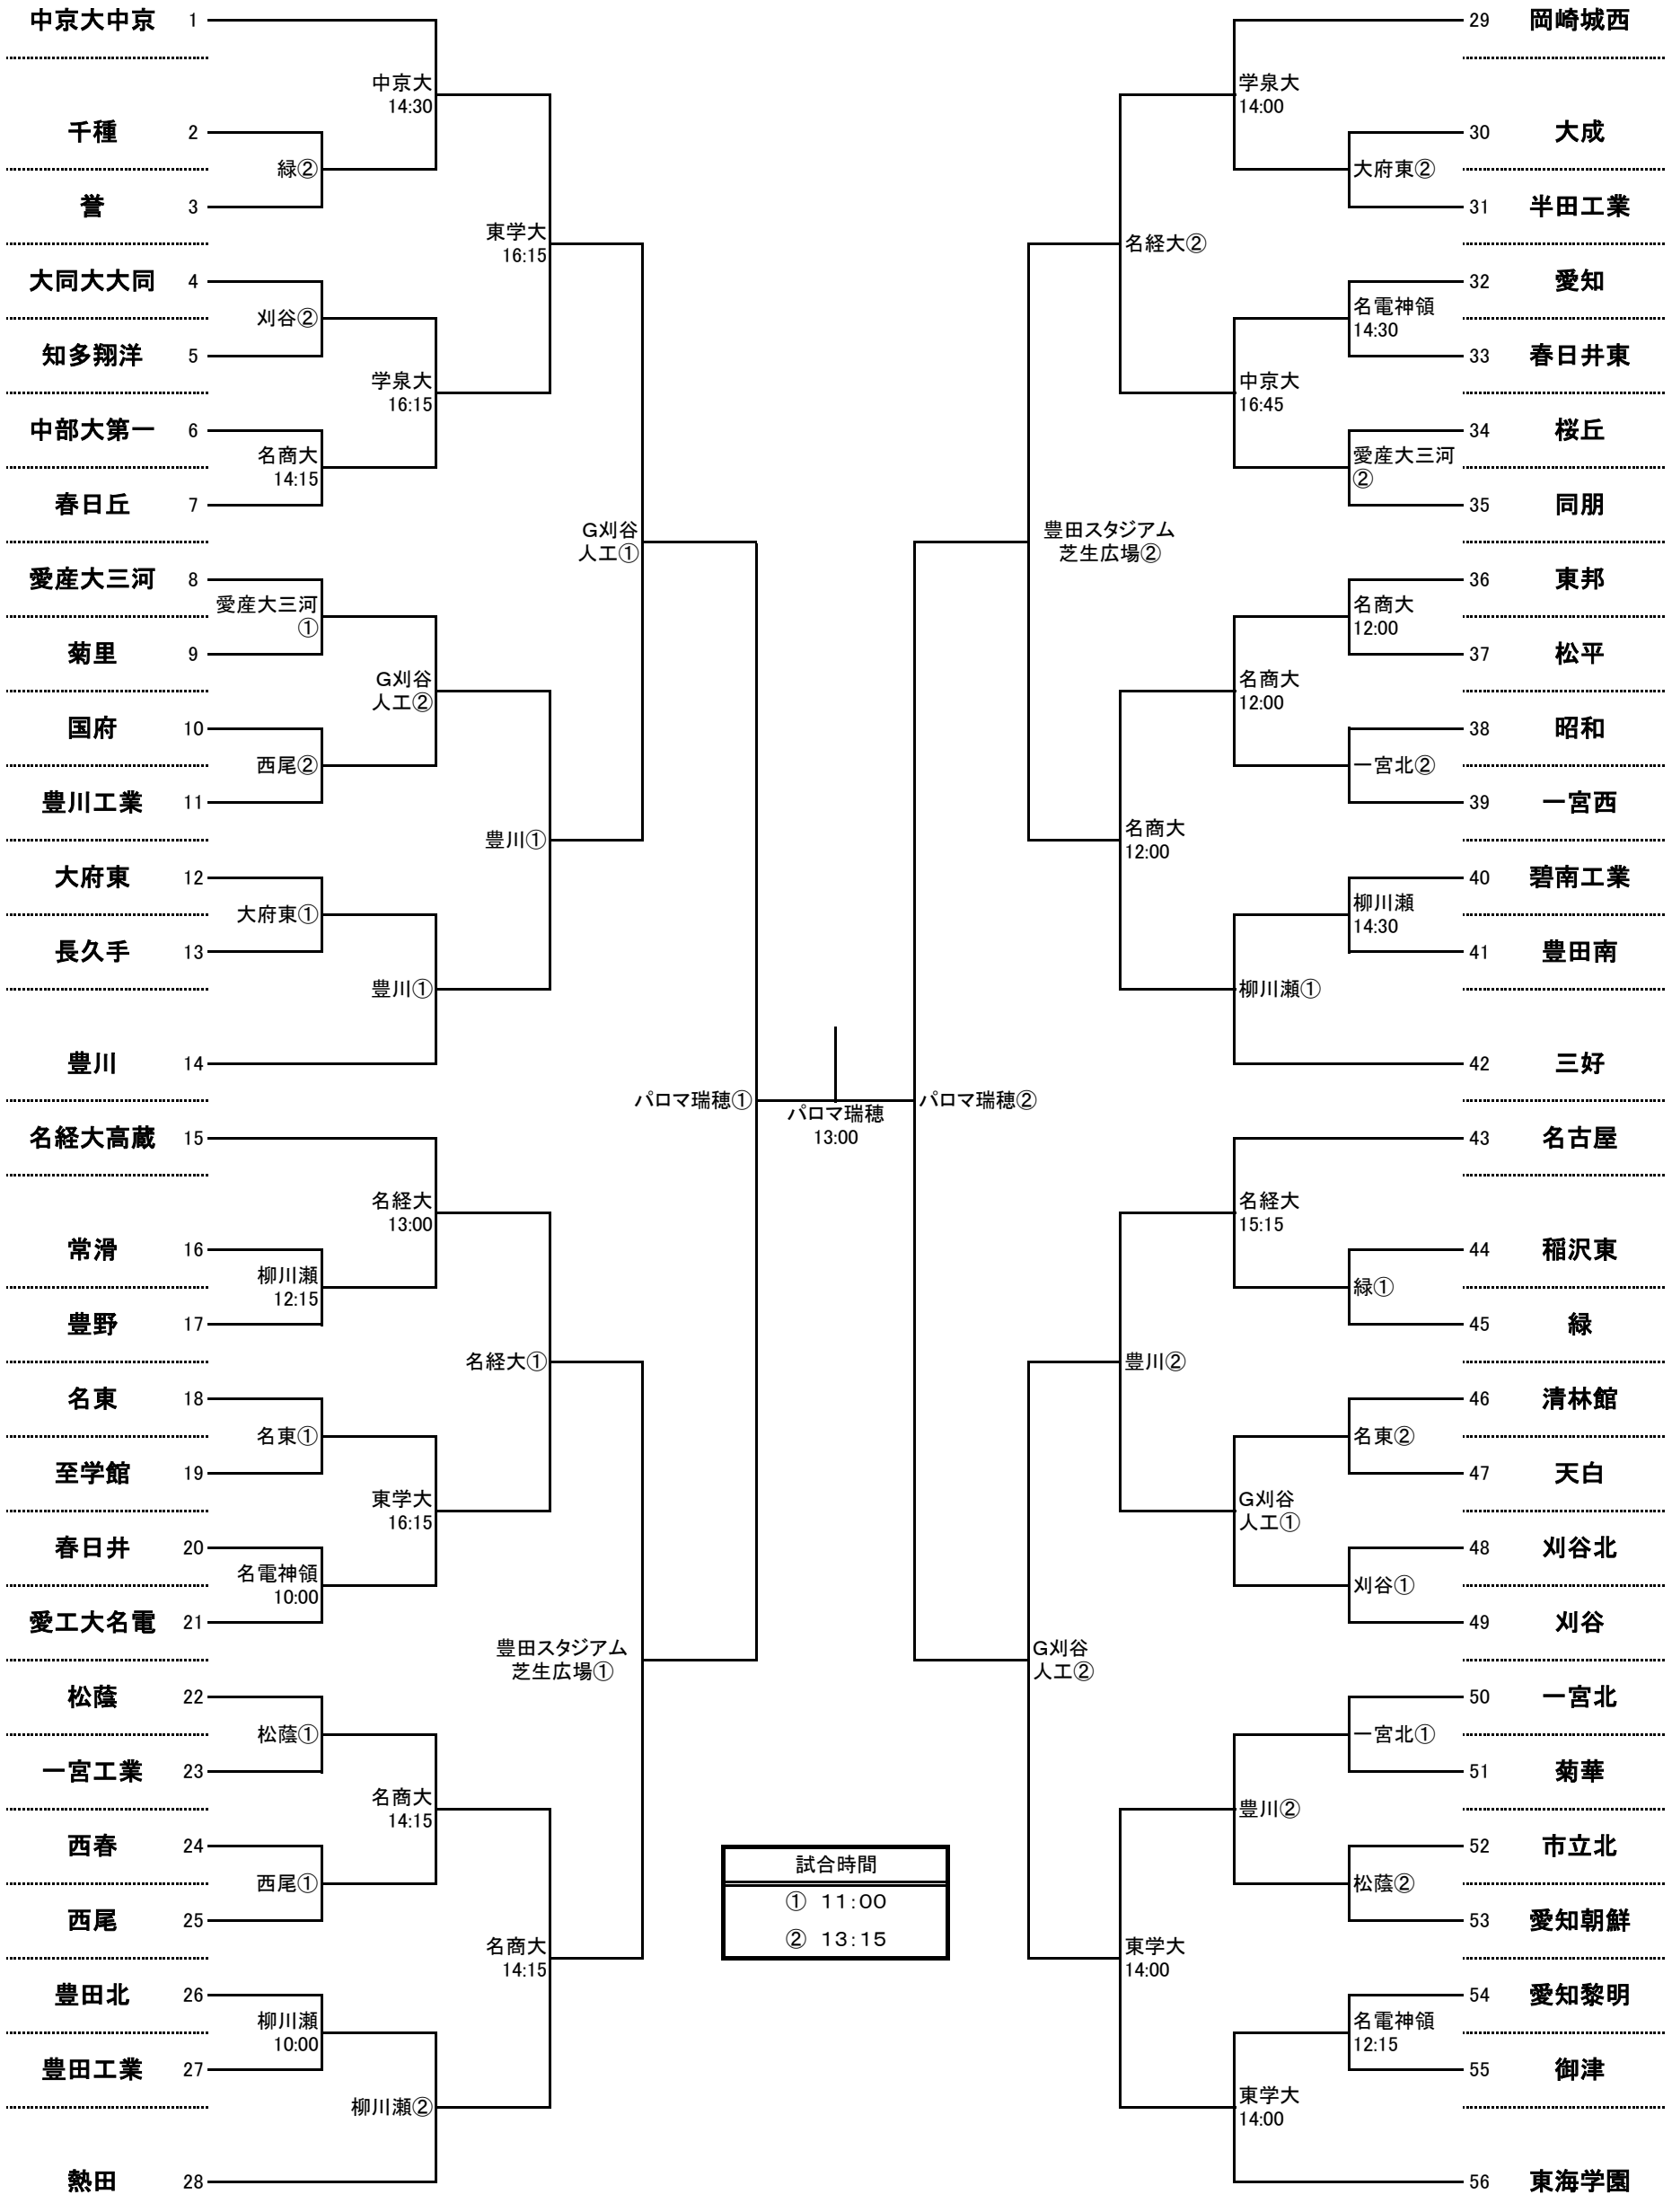 中京大中京 1
中京大
14:30
千種 2
緑②
誉 3
東学大
16:15
大同大大同 4
刈谷②
知多翔洋 5
学泉大
16:15
中部大第一 6
名商大
14:15
春日丘 7
G刈谷
人工①
愛産大三河 8
愛産大三河
①
菊里 9
G刈谷
人工②
国府 10
西尾②
豊川工業 11
豊川①
大府東 12
大府東①
長久手 13
豊川①
豊川 14
パロマ瑞穂①
名経大高蔵 15
名経大
13:00
常滑 16
柳川瀬
12:15
豊野 17
名経大①
名東 18
名東①
至学館 19
東学大
16:15
春日井 20
名電神領
10:00
愛工大名電 21
豊田スタジアム
芝生広場①
松蔭 22
松蔭①
一宮工業 23
名商大
14:15
西春 24
西尾①
西尾 25
名商大
14:15
豊田北 26
柳川瀬
10:00
豊田工業 27
柳川瀬②
熱田 28
パロマ瑞穂
13:00
試合時間
① 11:00
② 13:15
29 岡崎城西
学泉大
14:00
30 大成
大府東②
31 半田工業
名経大②
32 愛知
名電神領
14:30
33 春日井東
中京大
16:45
34 桜丘
愛産大三河
②
35 同朋
豊田スタジアム
芝生広場②
36 東邦
名商大
12:00
37 松平
名商大
12:00
38 昭和
一宮北②
39 一宮西
名商大
12:00
40 碧南工業
柳川瀬
14:30
41 豊田南
柳川瀬①
42 三好
パロマ瑞穂②
43 名古屋
名経大
15:15
44 稲沢東
緑①
45 緑
豊川②
46 清林館
名東②
47 天白
G刈谷
人工①
48 刈谷北
刈谷①
49 刈谷
G刈谷
人工②
50 一宮北
一宮北①
51 菊華
豊川②
52 市立北
松蔭②
53 愛知朝鮮
東学大
14:00
54 愛知黎明
名電神領
12:15
55 御津
東学大
14:00
56 東海学園